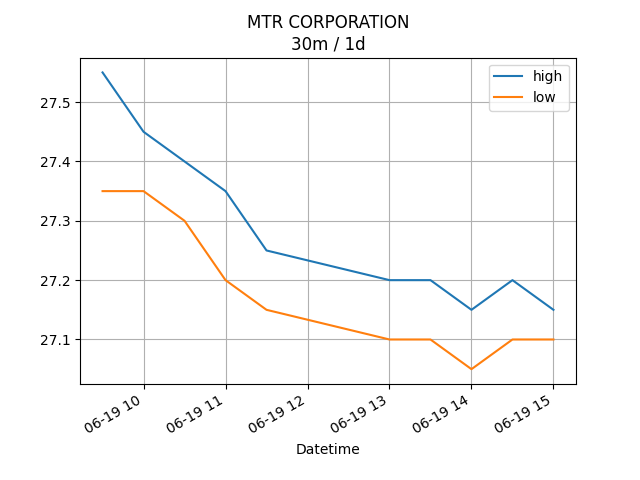 MTR CORPORATION
30m / 1d
high
low
27.5
27.4
27.3
27.2
27.1
06-19 10
06-19 11
06-19 12
06-19 13
06-19 14
06-19 15
Datetime